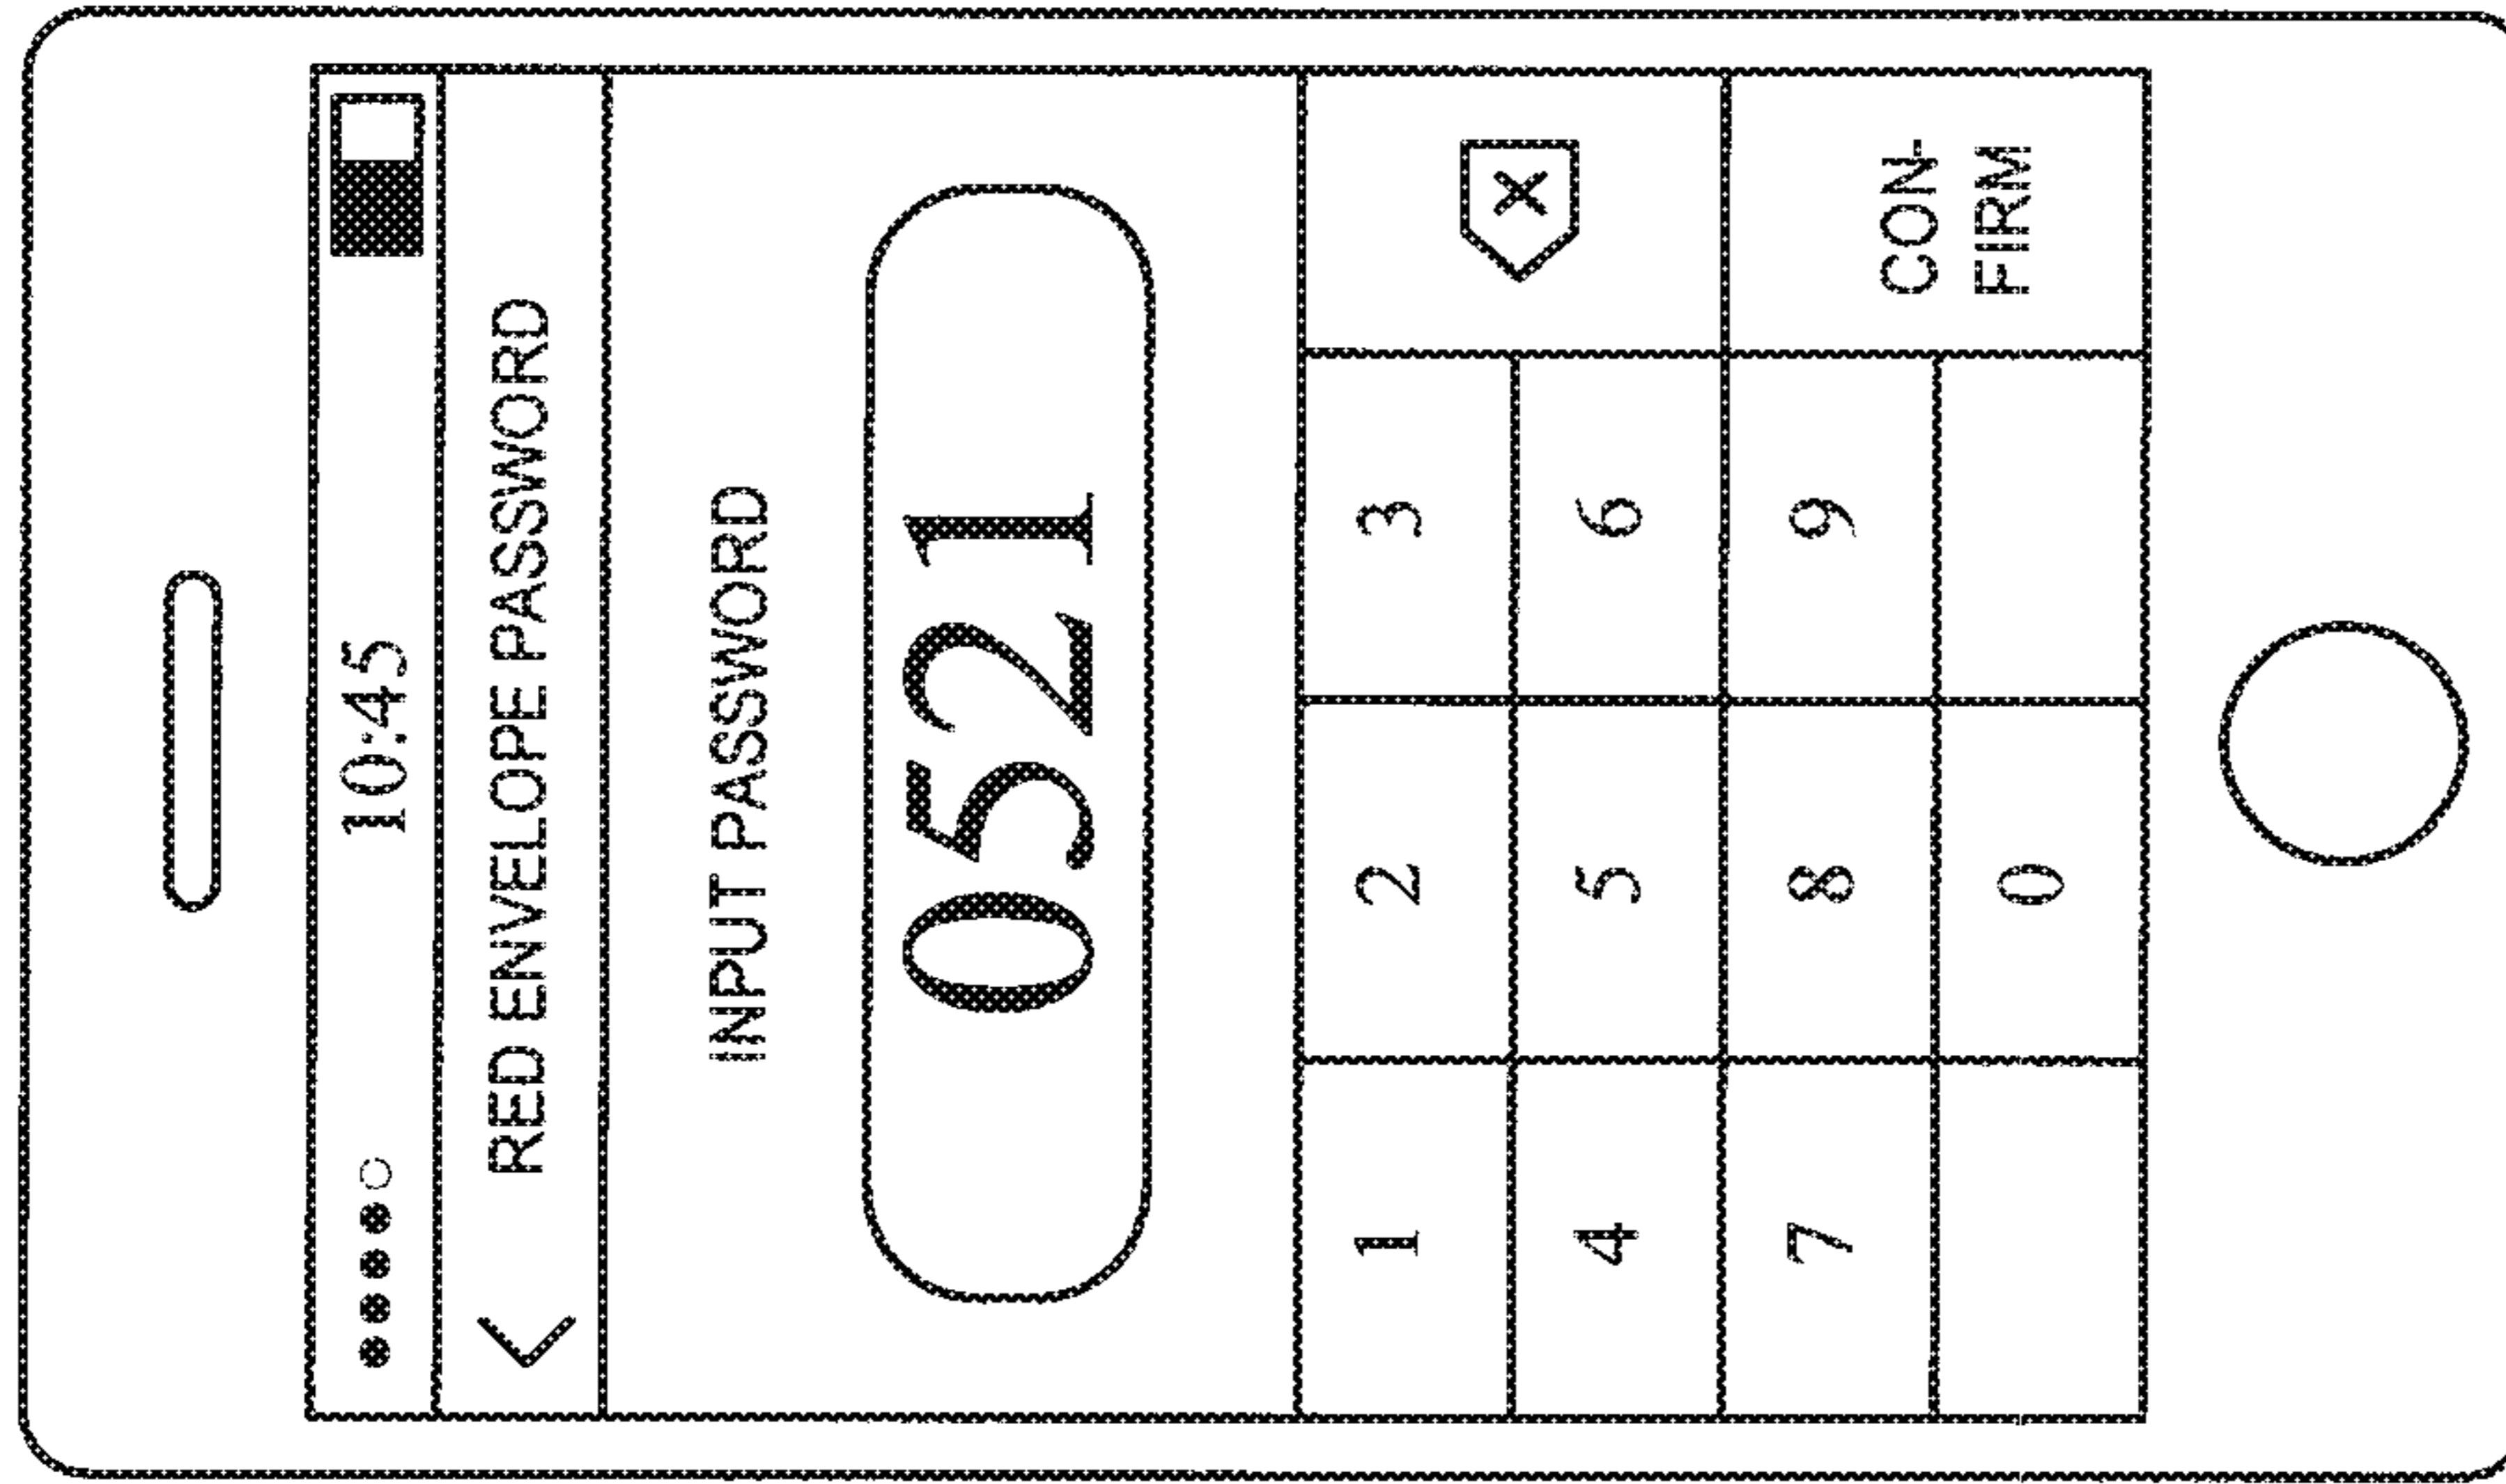 10:45
RED ENVELOPE PASSWORD
INPUT PASSWORD
0521
1 2 3
4 5 6
7 8 9
0
CON-
FIRM